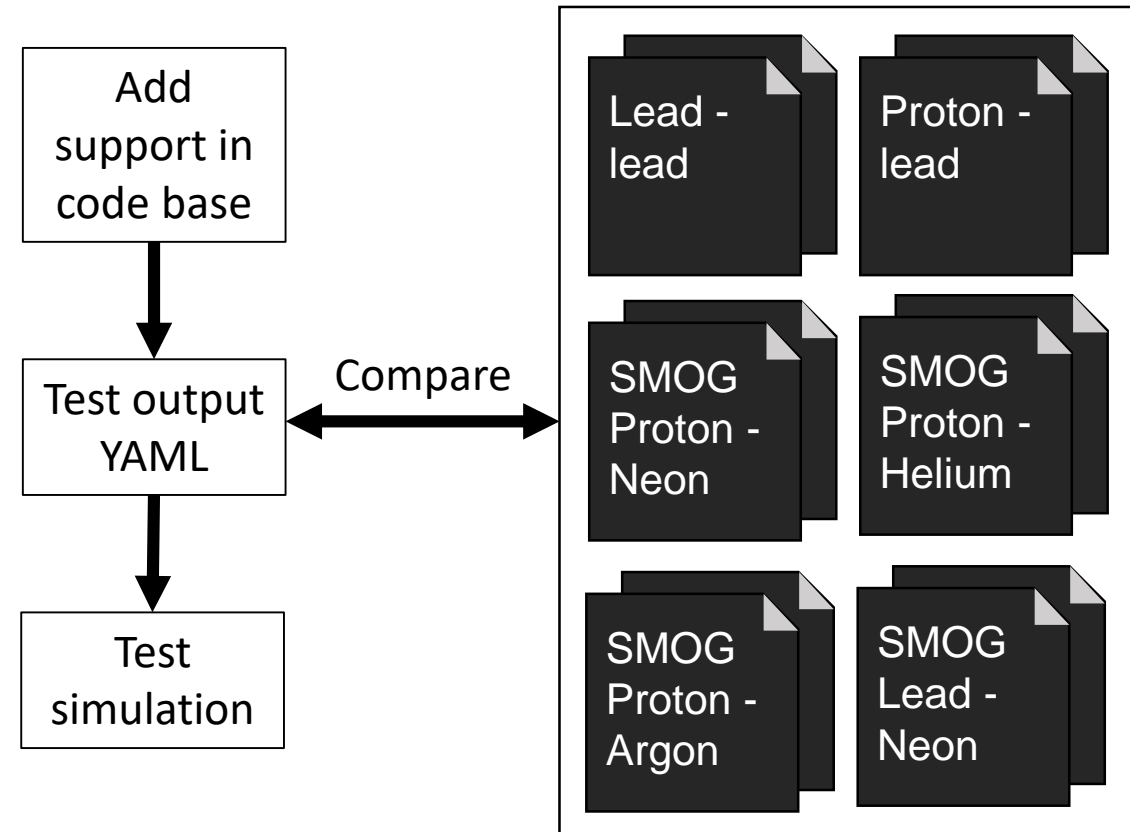 Add
support in
code base
Test output
YAML
Test
simulation
Compare
Lead -
lead
Proton -
lead
SMOG
Proton -
Neon
SMOG
Proton -
Helium
SMOG
Proton -
Argon
SMOG
Lead -
Neon